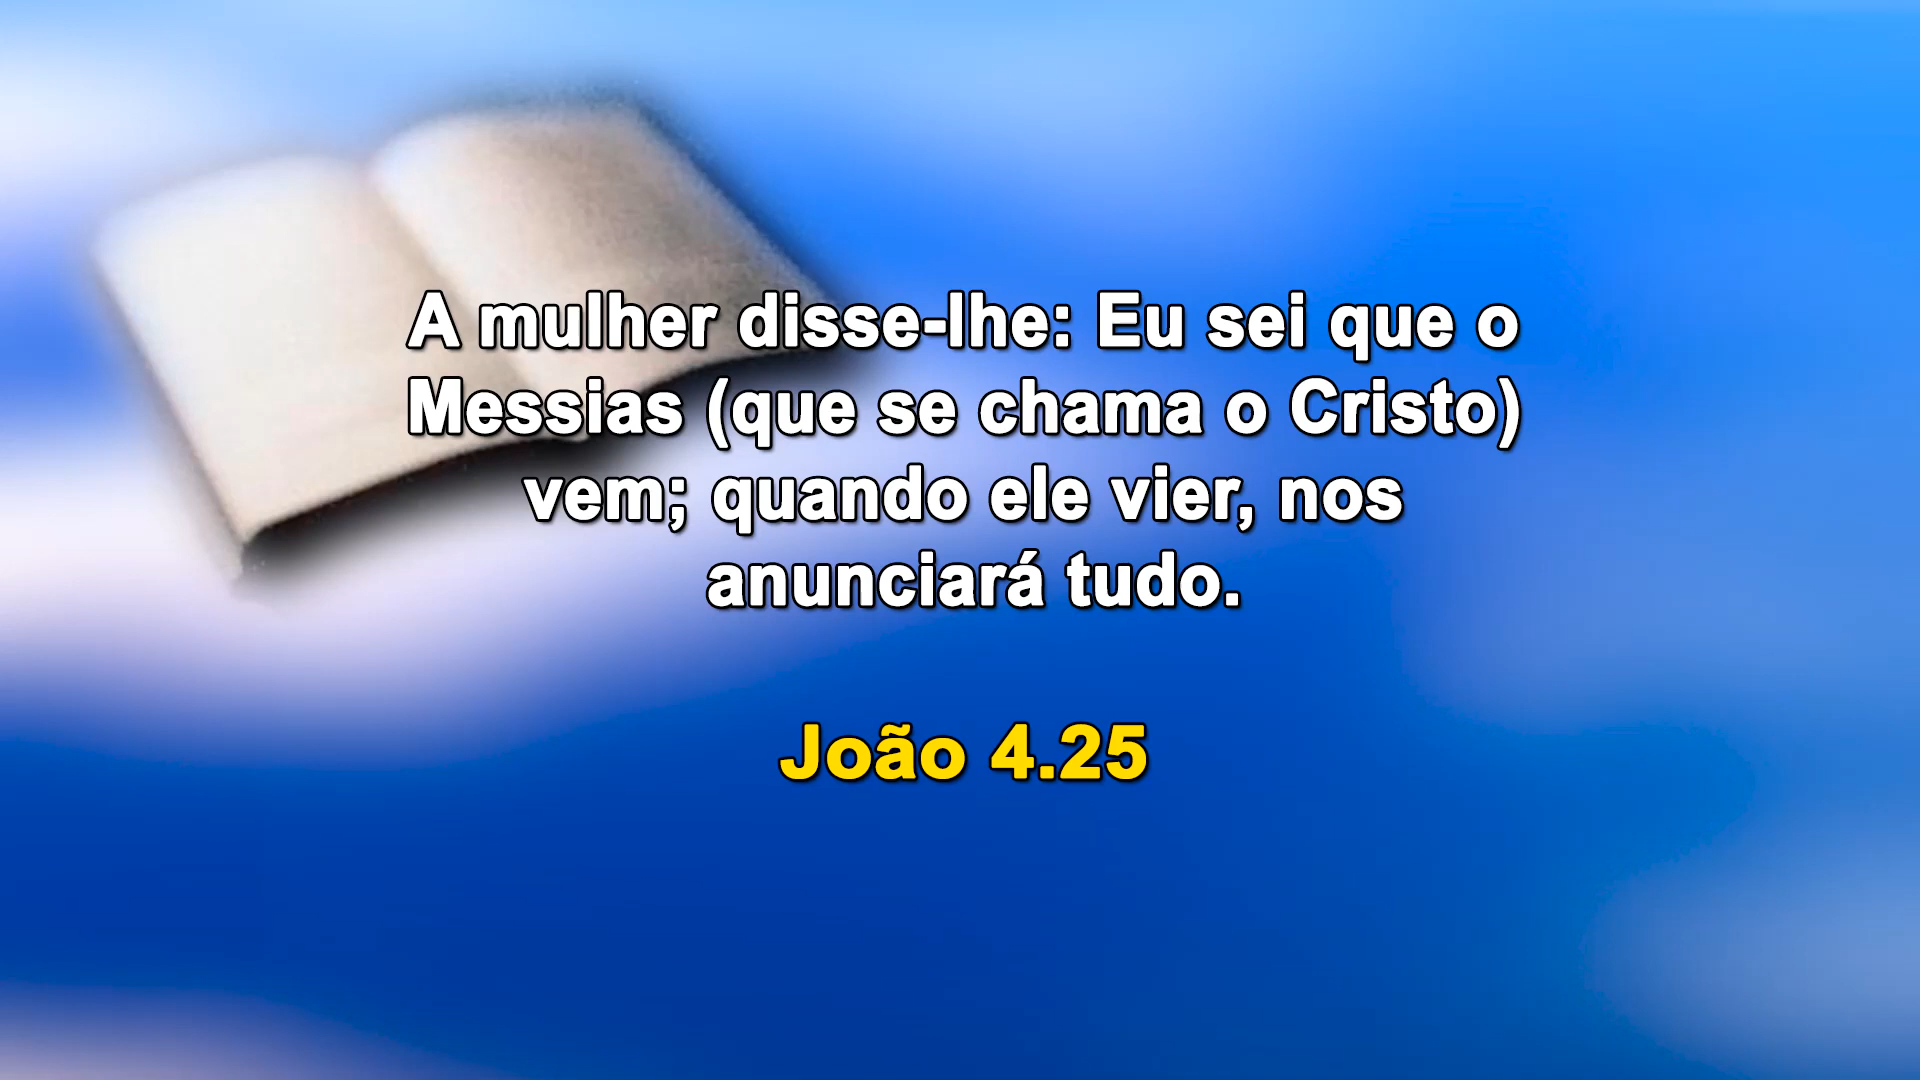 A mulher disse-lhe: Eu sei que o
Messias (que se chama o Cristo)
vem; quando ele vier, nos
anunciará tudo.
João 4.25